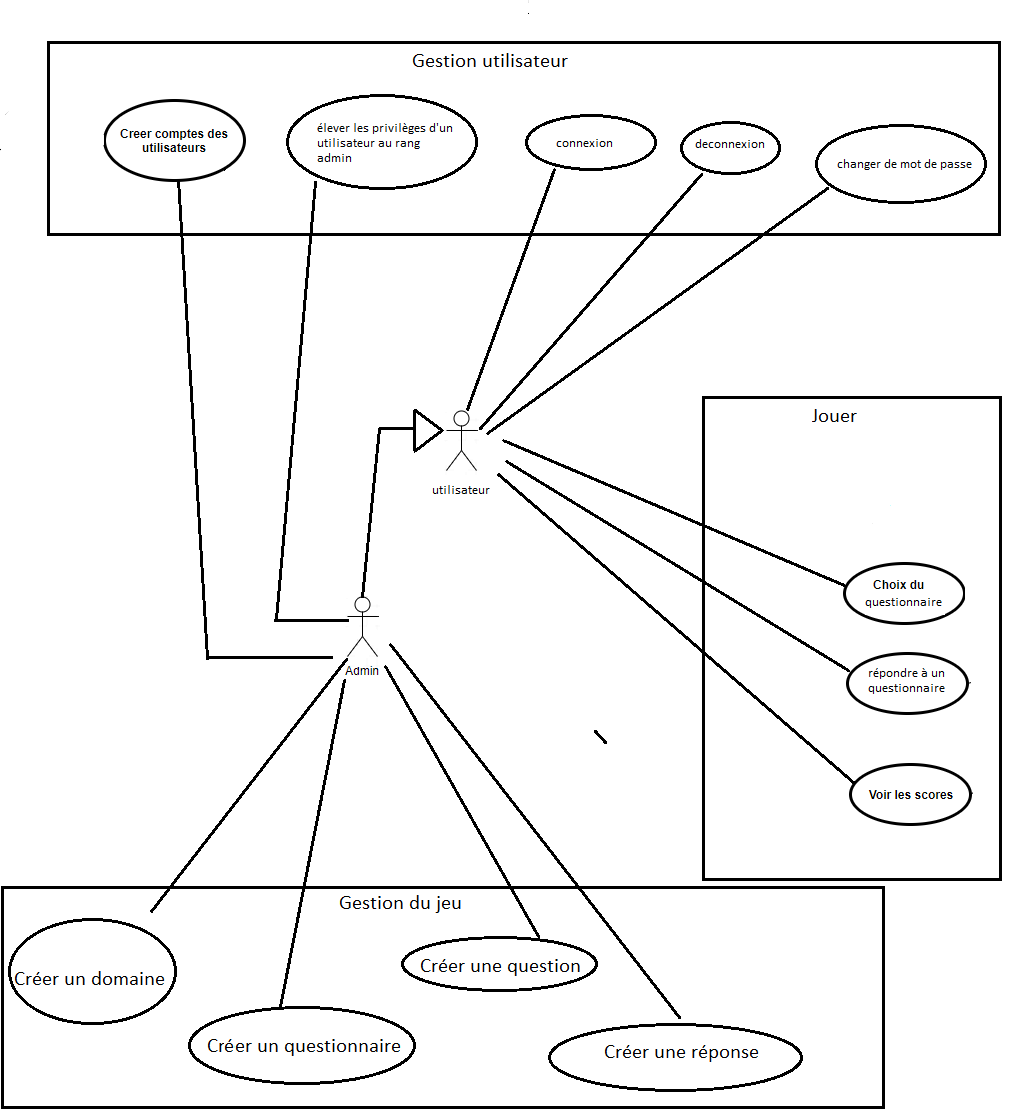 Gestion utilisateur
Creer comptes des
utilisateurs
élever les privilèges d'un
utilisateur au rang
admin
connexion
deconnexion
changer de mot de passe
utilisateur
Jouer
Choix du
questionnaire
répondre à un
questionnaire
Voir les scores
Admin
Gestion du jeu
Créer un domaine
Créer un questionnaire
Créer une question
Créer une réponse